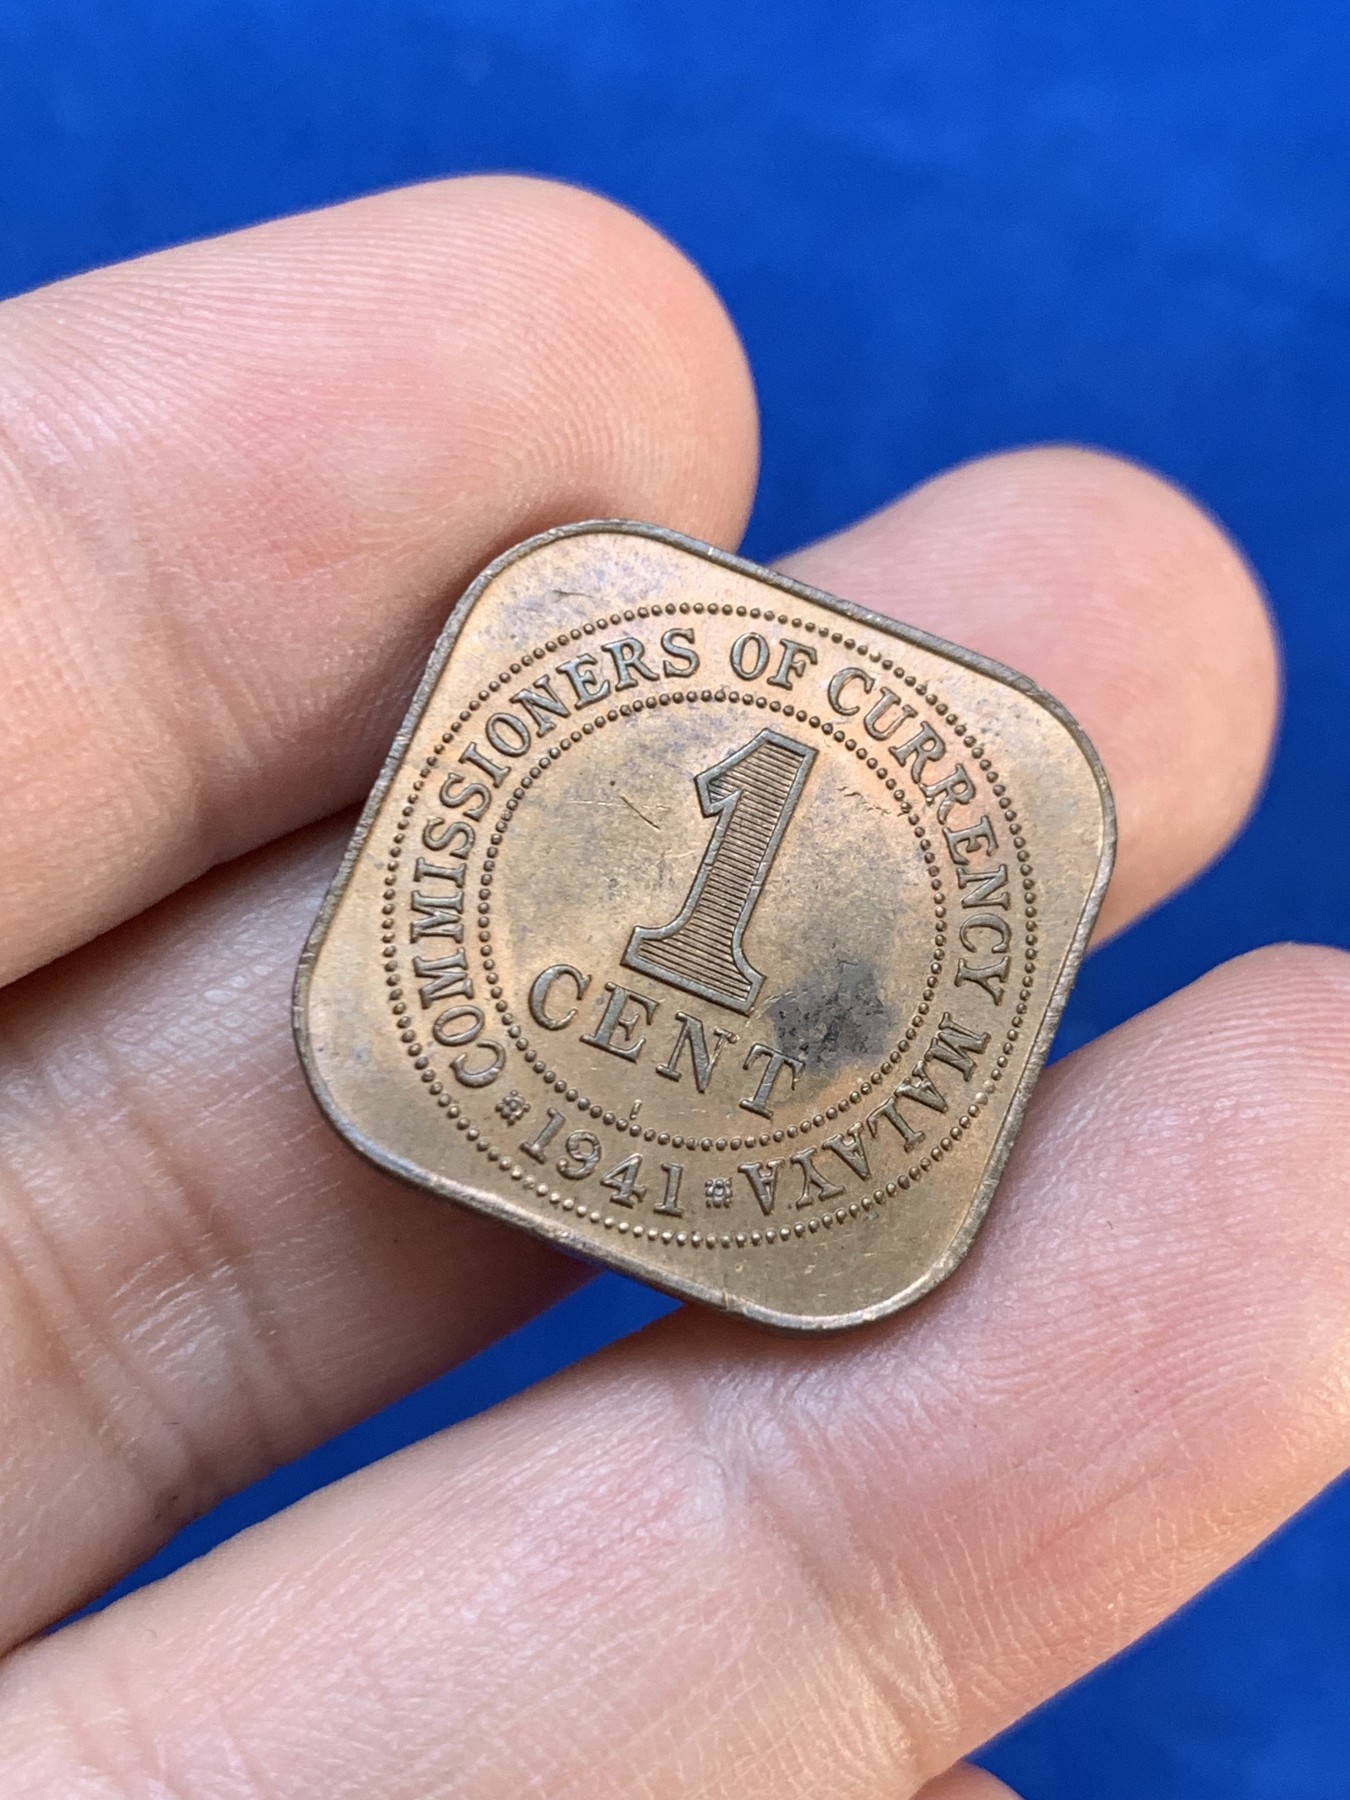 COMMISSIONERS OF CURRENCY MALAYA
1
CENT
1941